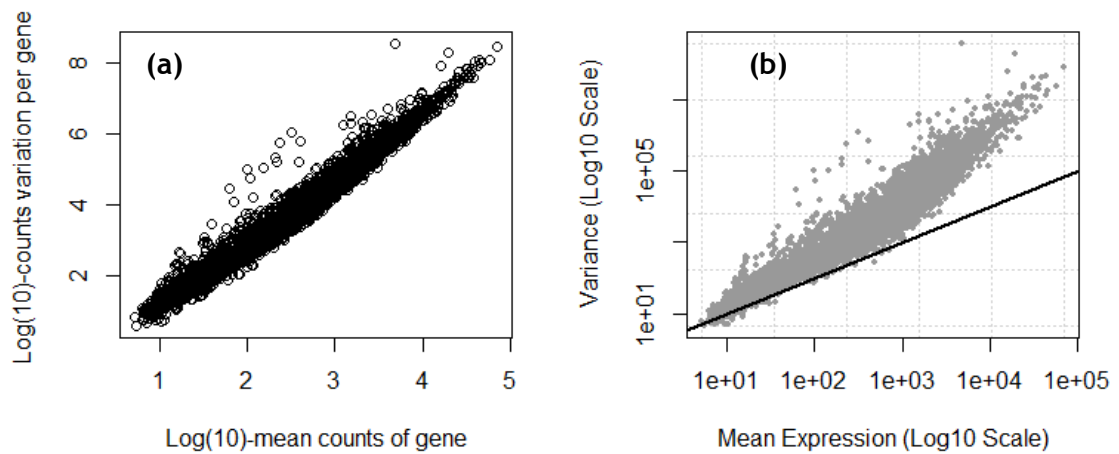 Log(10)-counts variation per gene
(a)
8
6
4
2
1 2 3 4 5
Log(10)-mean counts of gene
Variance (Log10 Scale)
(b)
1e+05
1e+01
1e+01 1e+02 1e+03 1e+04 1e+05
Mean Expression (Log10 Scale)